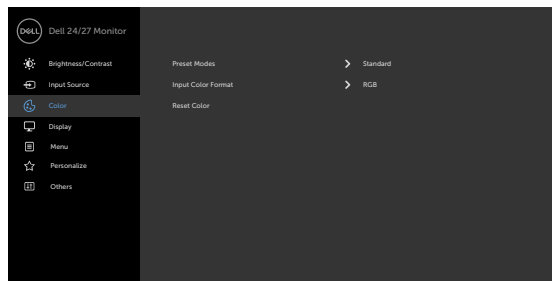 DELL Dell 24/27 Monitor
Brightness/Contrast Preset Modes Standard
Input Source Input Color Format RGB
Color Reset Color
Display
Menu
Personalize
Others